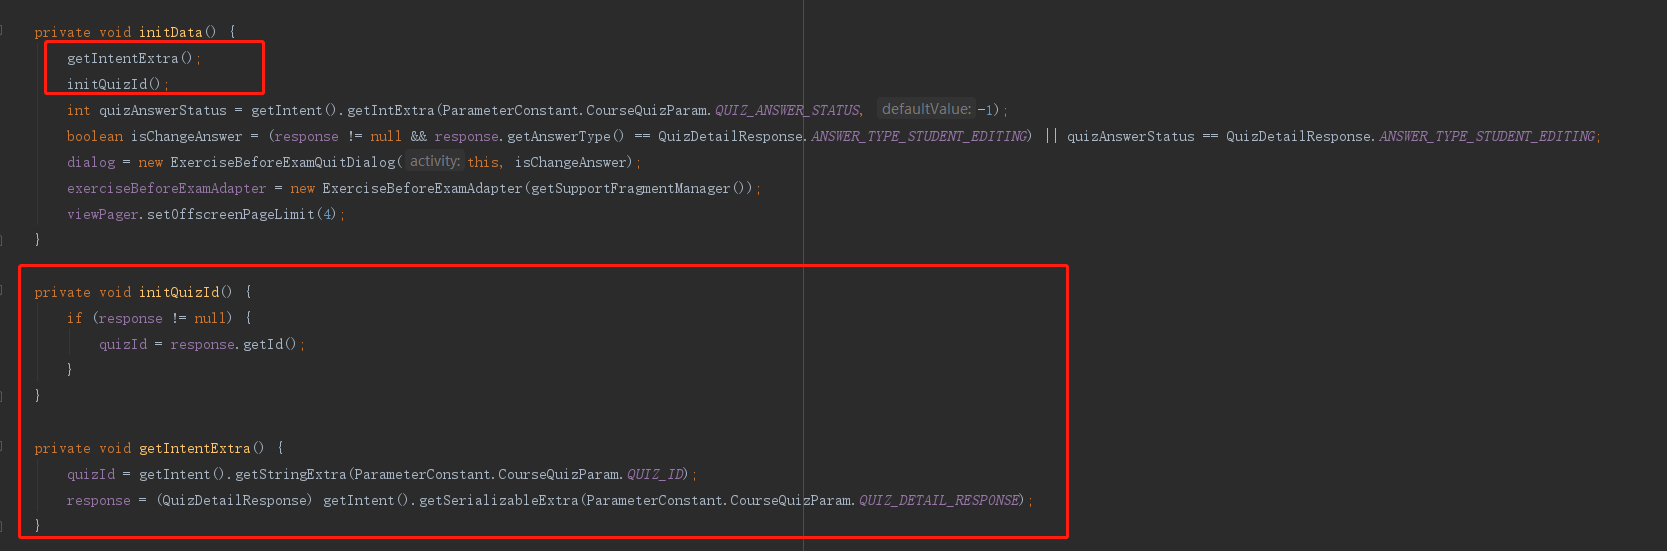 private void initData() {
getIntentExtra();
initQuizId();
int quizAnswerStatus = getIntent().getIntExtra(ParameterConstant.CourseQuizParam.QUIZ_ANSWER_STATUS, defaultValue: -1);
boolean isChangeAnswer = (response != null && response.getAnswerType() == QuizDetailResponse.ANSWER_TYPE_STUDENT_EDITING) || quizAnswerStatus == QuizDetailResponse.ANSWER_TYPE_STUDENT_EDITING;
dialog = new ExerciseBeforeExamQuitDialog( activity: this, isChangeAnswer);
exerciseBeforeExamAdapter = new ExerciseBeforeExamAdapter(getSupportFragmentManager());
viewPager.setOffscreenPageLimit(4);
}
private void initQuizId() {
if (response != null) {
quizId = response.getId();
}
}
private void getIntentExtra() {
quizId = getIntent().getStringExtra(ParameterConstant.CourseQuizParam.QUIZ_ID);
response = (QuizDetailResponse) getIntent().getSerializableExtra(ParameterConstant.CourseQuizParam.QUIZ_DETAIL_RESPONSE);
}